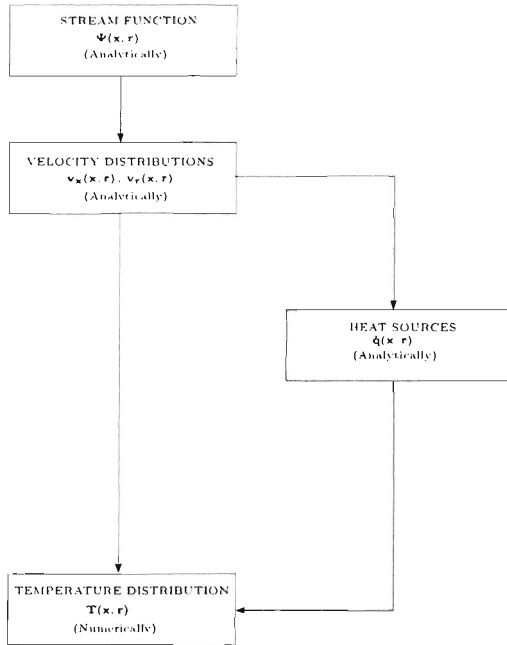 STREAM FUNCTION
Ψ(x, r)
(Analytically)
VELOCITY DISTRIBUTIONS
vₓ(x, r), vᵣ(x, r)
(Analytically)
HEAT SOURCES
q̇(x r)
(Analytically)
TEMPERATURE DISTRIBUTION
T(x, r)
(Numerically)